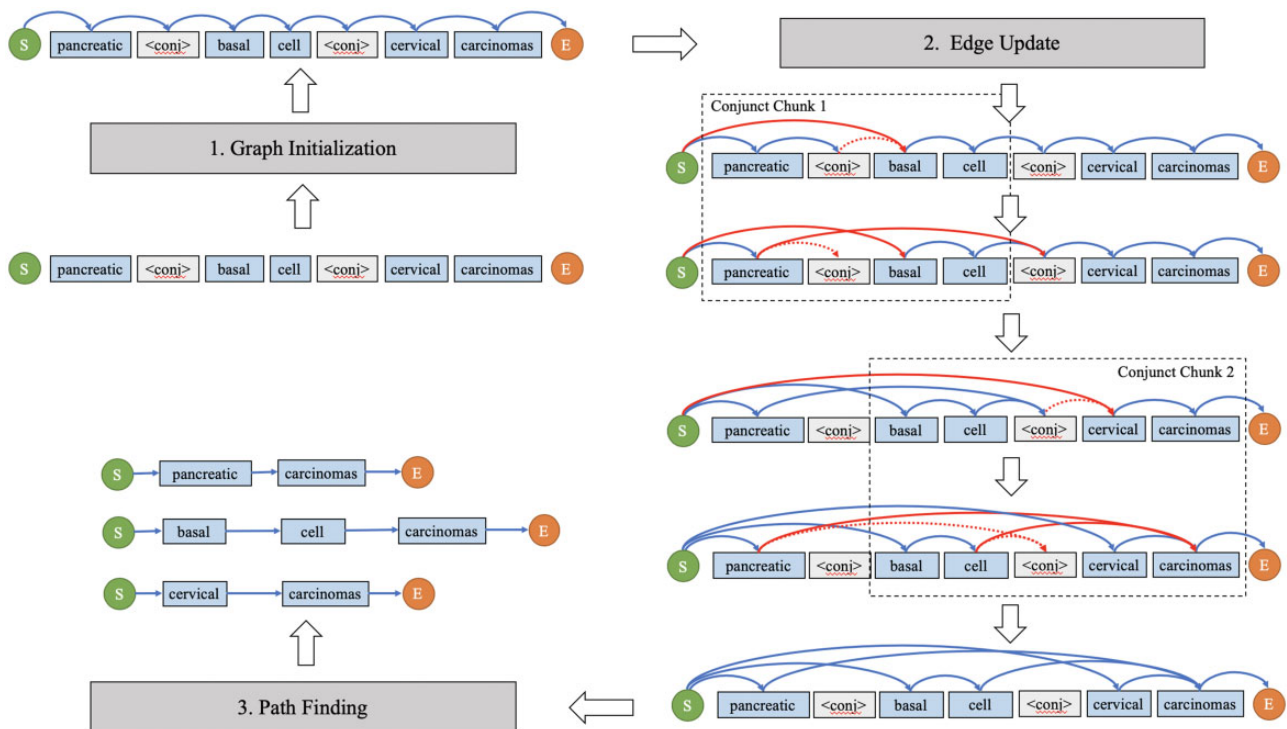 S pancreatic <conj> basal cell <conj> cervical carcinomas E
1. Graph Initialization
S pancreatic <conj> basal cell <conj> cervical carcinomas E
2. Edge Update
Conjunct Chunk 1
S pancreatic <conj> basal cell <conj> cervical carcinomas E
S pancreatic <conj> basal cell <conj> cervical carcinomas E
Conjunct Chunk 2
S pancreatic <conj> basal cell <conj> cervical carcinomas E
S pancreatic <conj> basal cell <conj> cervical carcinomas E
S pancreatic <conj> basal cell <conj> cervical carcinomas E
S pancreatic carcinomas E
S basal cell carcinomas E
S cervical carcinomas E
3. Path Finding